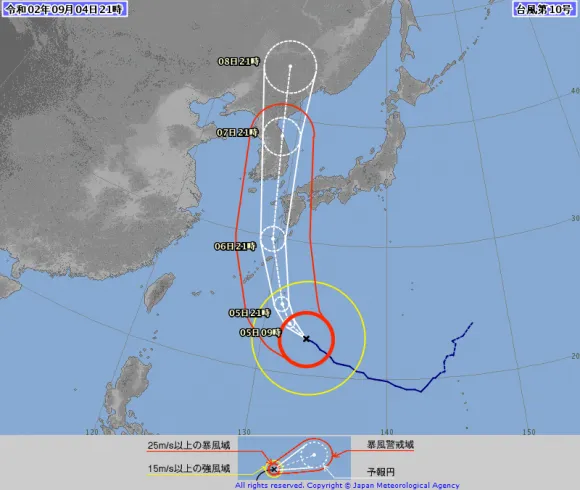 令和02年09月04日21時
台風第10号
08日21時
07日21時
06日21時
05日21時
05日09時
40
30
20
120
130
140
150
25m/s以上の暴風域
暴風警戒域
15m/s以上の強風域
予報円
All rights reserved. Copyright © Japan Meteorological Agency